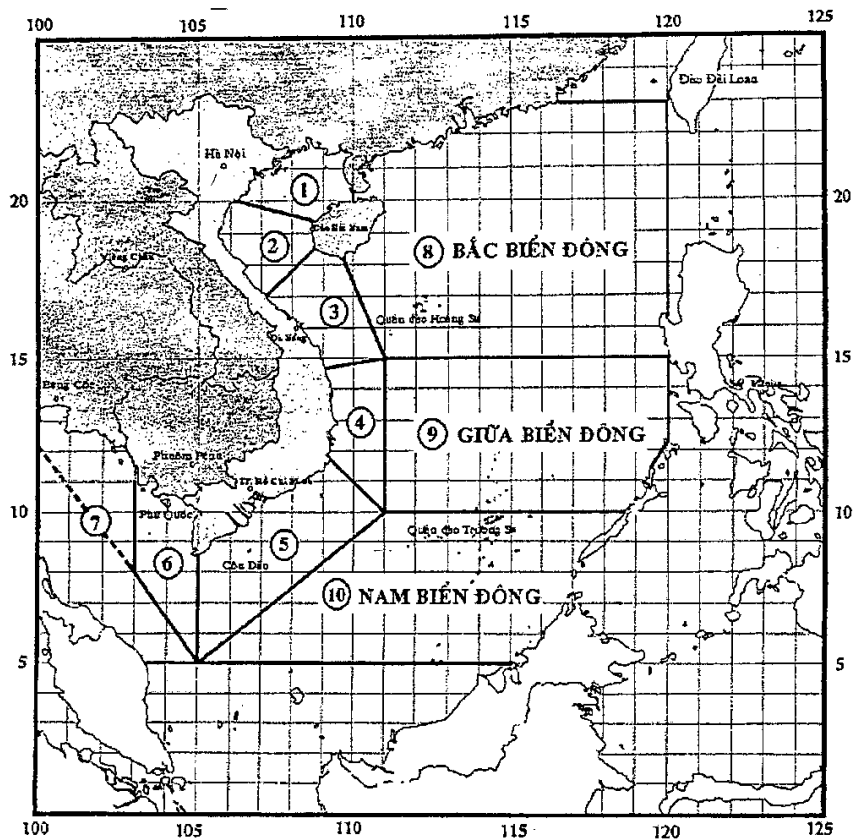 100 105 110 115 120 125
Đảo Đài Loan
Hà Nội
①
20 20
Đảo Hải Nam
②
⑧ BẮC BIỂN ĐÔNG
Viêng Chăn
③
Quần đảo Hoàng Sa
Đà Nẵng
15 15
Băng Cốc
④
⑨ GIỮA BIỂN ĐÔNG
Phnôm Pênh
TP. Hồ Chí Minh
10 10
⑦
Phú Quốc
Quần đảo Trường Sa
⑤
⑥
Côn Đảo
⑩ NAM BIỂN ĐÔNG
5 5
100 105 110 115 120 125